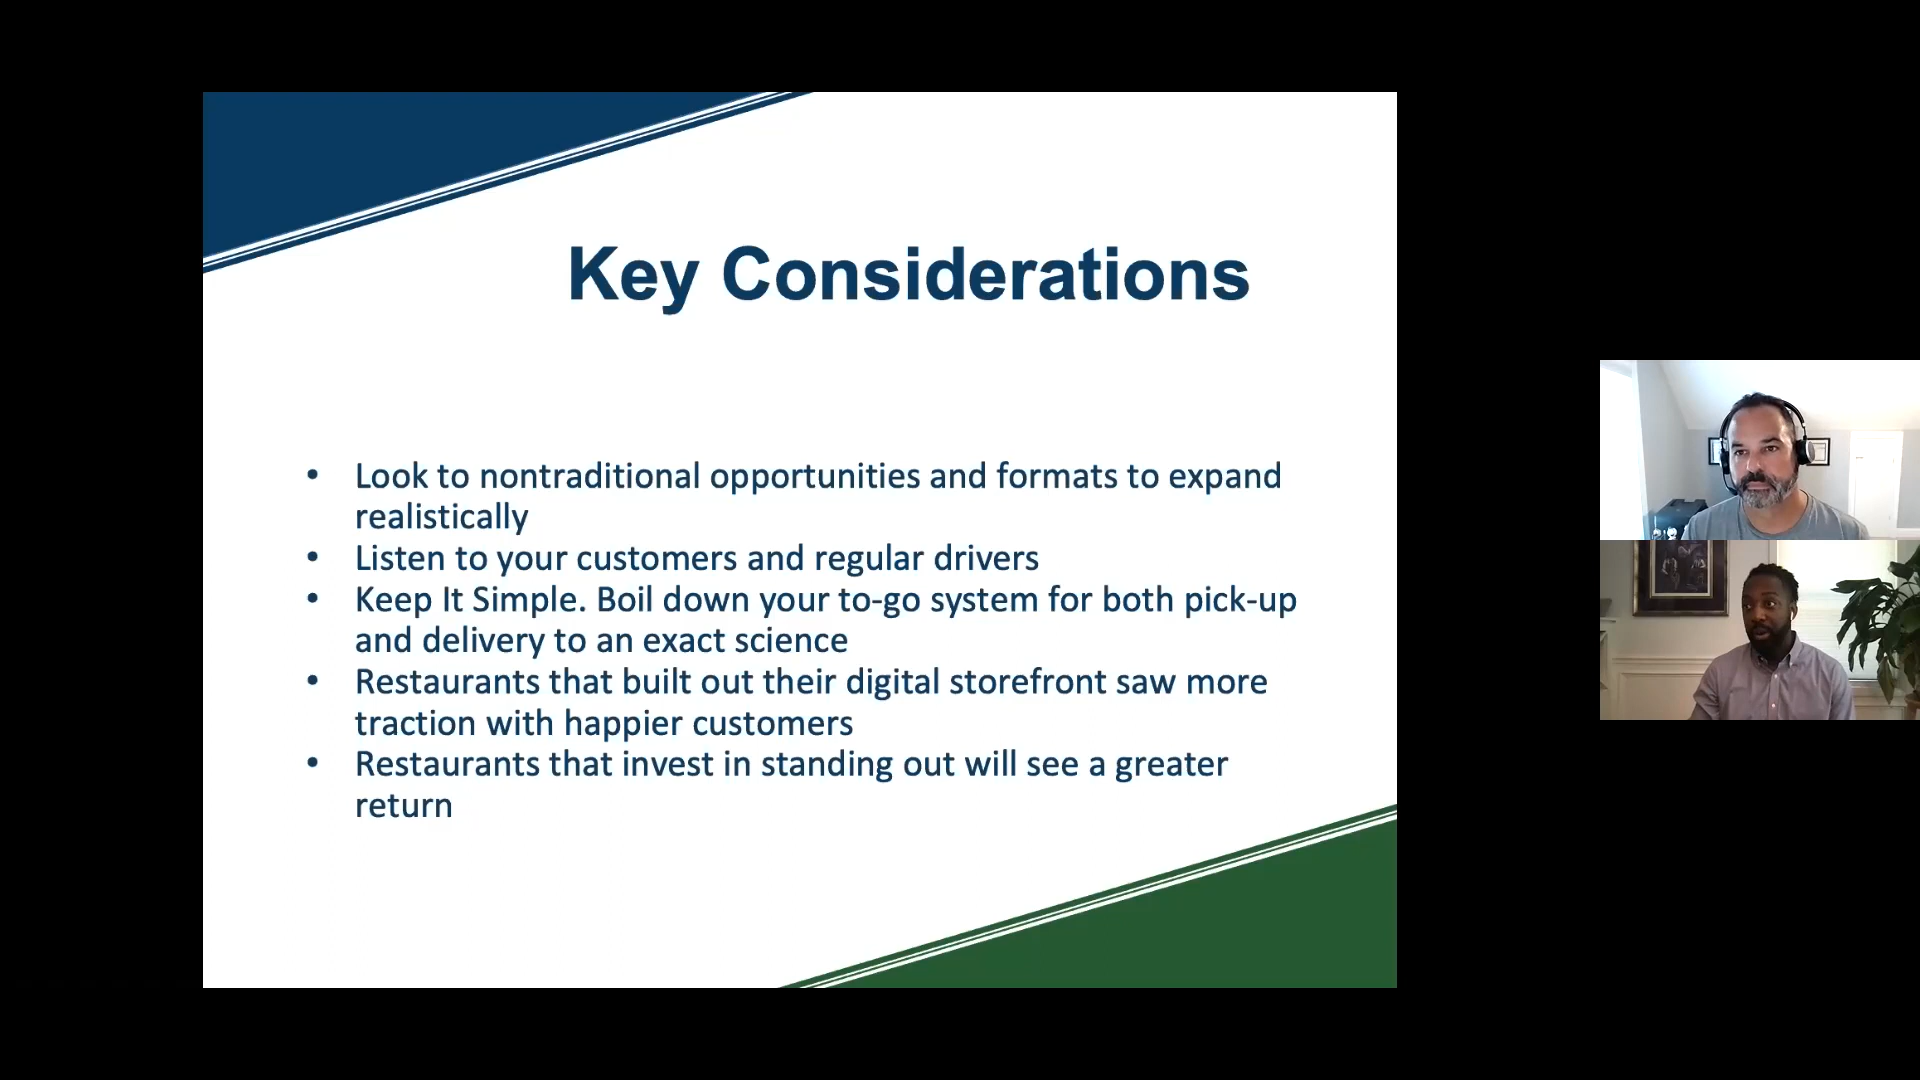 Key Considerations
• Look to nontraditional opportunities and formats to expand
realistically
• Listen to your customers and regular drivers
• Keep It Simple. Boil down your to-go system for both pick-up
and delivery to an exact science
• Restaurants that built out their digital storefront saw more
traction with happier customers
• Restaurants that invest in standing out will see a greater
return